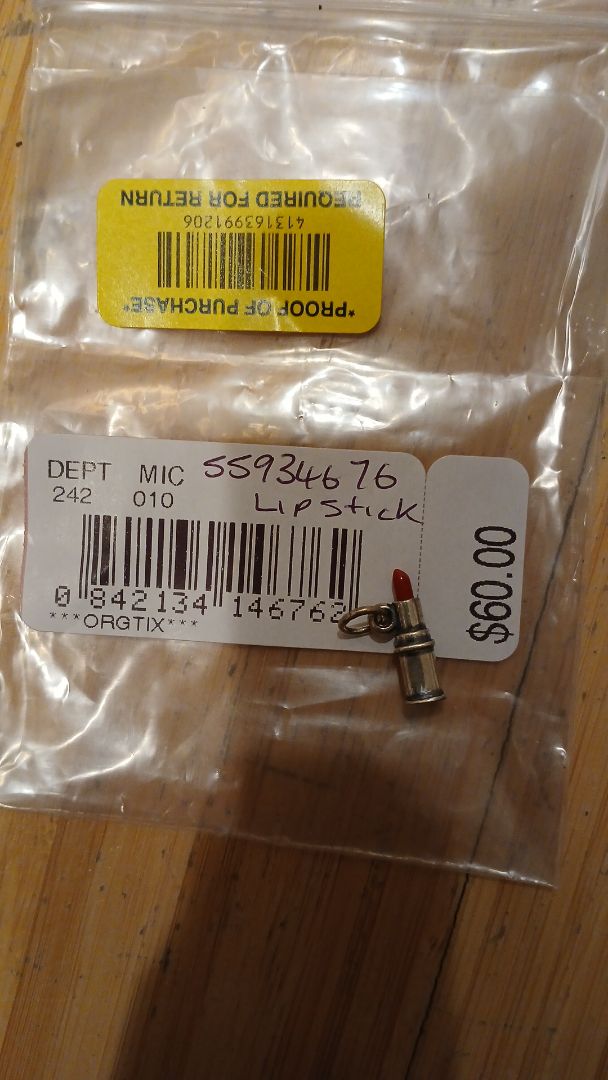 *PROOF OF PURCHASE*
413163991206
REQUIRED FOR RETURN
DEPT MIC 55934676
242 010 LIPStick
0 842134 146762
***ORGTIX***
$60.00